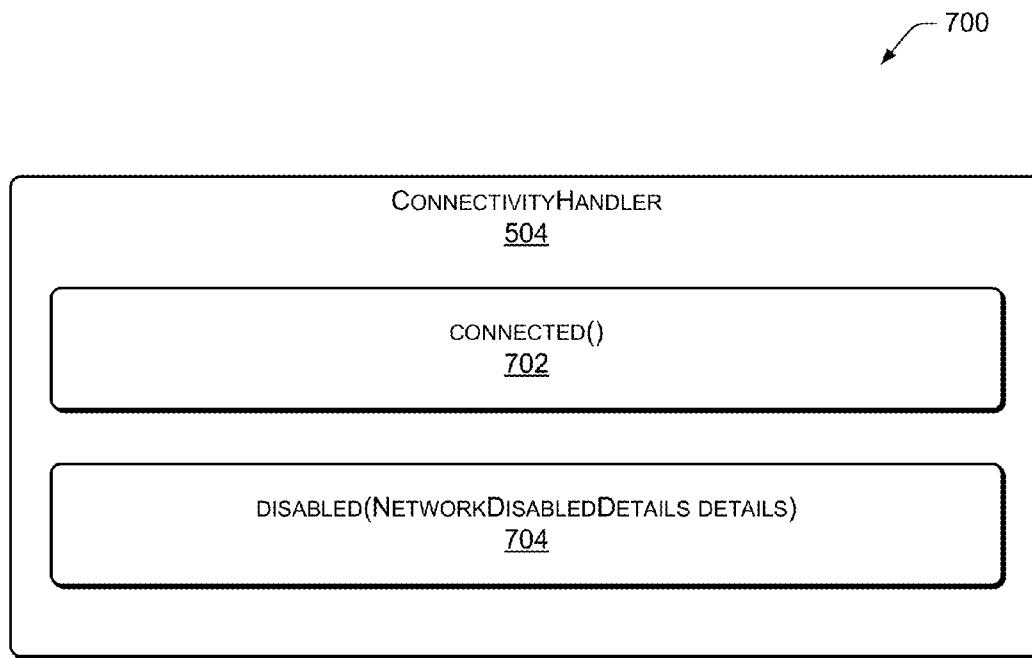 700
ConnectivityHandler
504
connected()
702
disabled(NetworkDisabledDetails details)
704